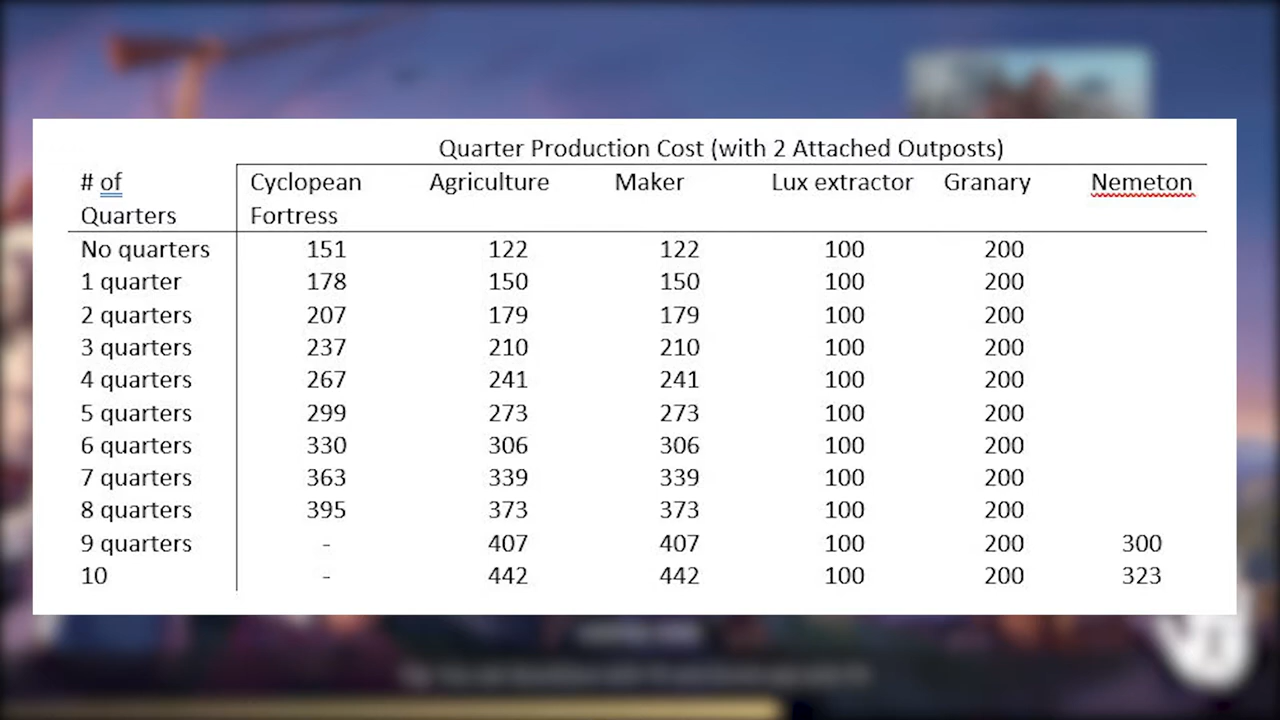 Quarter Production Cost (with 2 Attached Outposts)
# of Quarters Cyclopean Fortress Agriculture Maker Lux extractor Granary Nemeton
No quarters 151 122 122 100 200
1 quarter 178 150 150 100 200
2 quarters 207 179 179 100 200
3 quarters 237 210 210 100 200
4 quarters 267 241 241 100 200
5 quarters 299 273 273 100 200
6 quarters 330 306 306 100 200
7 quarters 363 339 339 100 200
8 quarters 395 373 373 100 200
9 quarters - 407 407 100 200 300
10 - 442 442 100 200 323